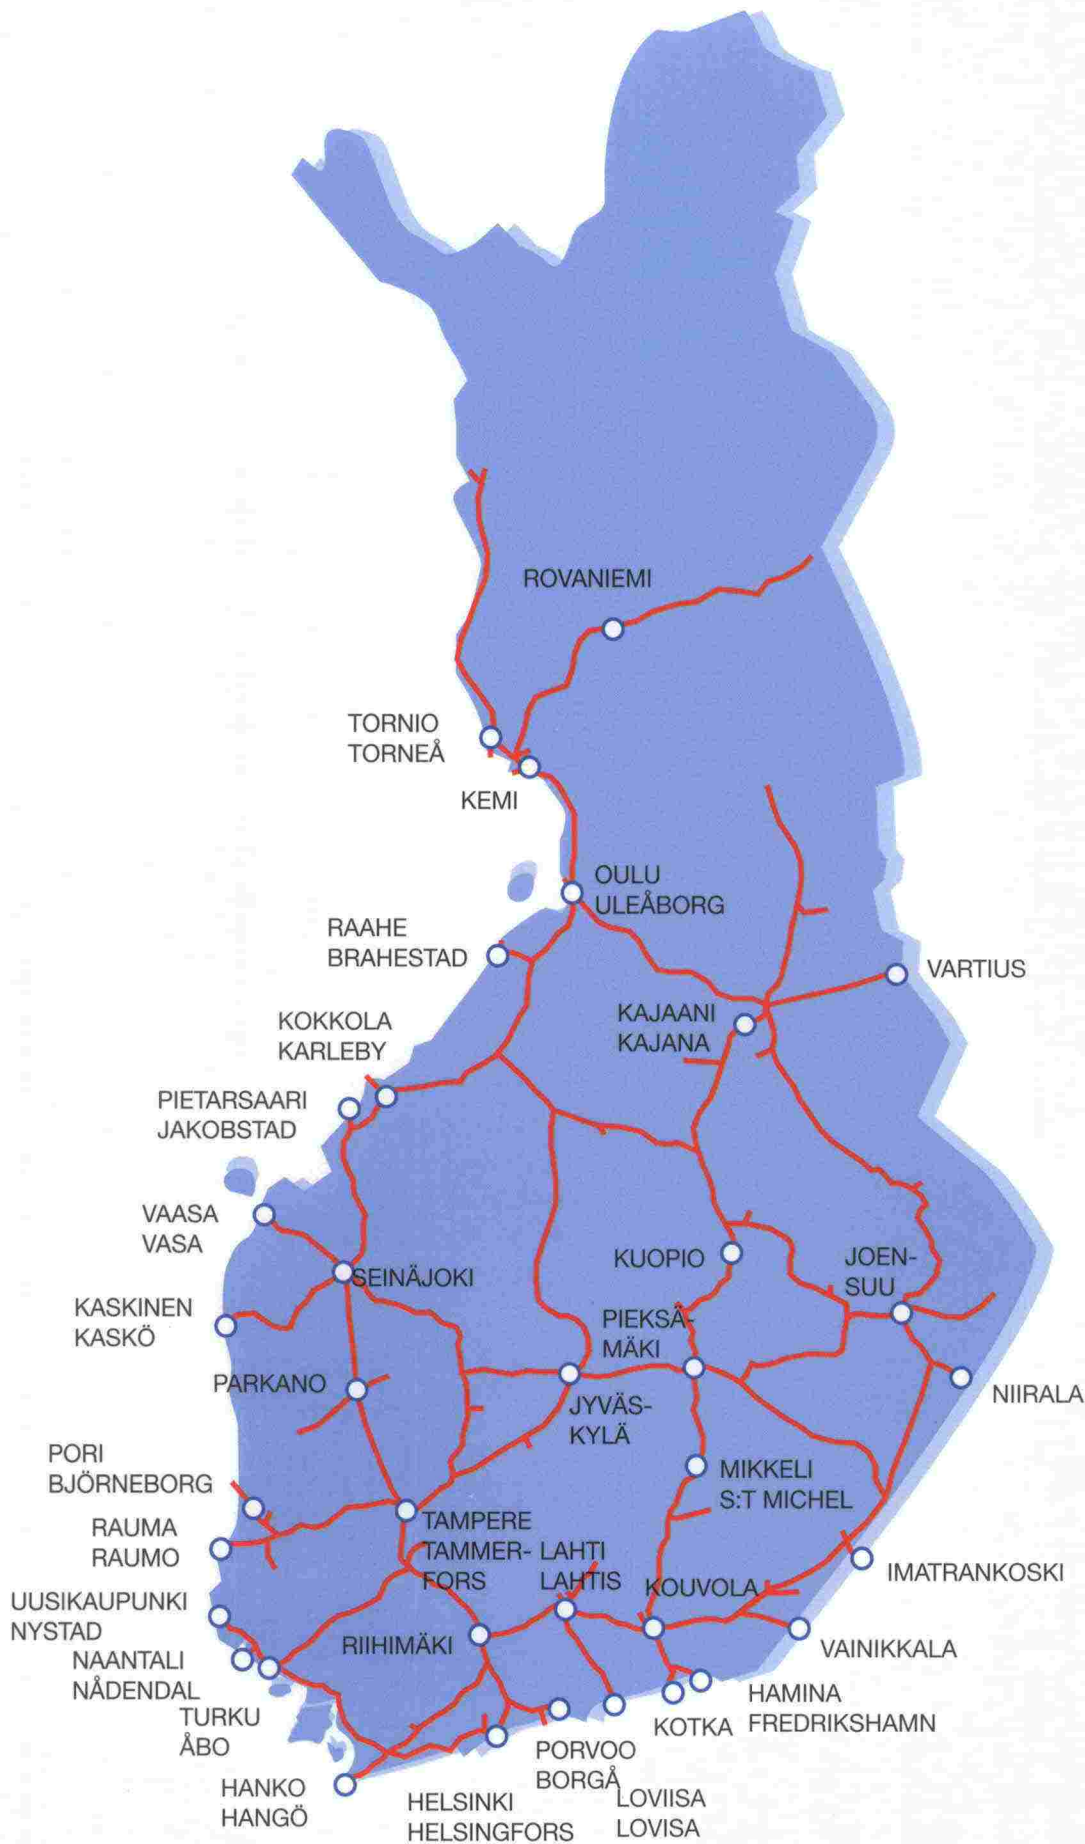 ROVANIEMI
TORNIO
TORNEÅ
KEMI
OULU
ULEÅBORG
RAAHE
BRAHESTAD
VARTIUS
KAJAANI
KAJANA
KOKKOLA
KARLEBY
PIETARSAARI
JAKOBSTAD
VAASA
VASA
KUOPIO
JOEN-
SUU
SEINÄJOKI
KASKINEN
KASKÖ
PIEKSÄ-
MÄKI
PARKANO
NIIRALA
JYVÄS-
KYLÄ
PORI
BJÖRNEBORG
MIKKELI
S:T MICHEL
RAUMA
RAUMO
TAMPERE
TAMMER-
FORS
LAHTI
LAHTIS
KOUVOLA
IMATRANKOSKI
UUSIKAUPUNKI
NYSTAD
RIIHIMÄKI
VAINIKKALA
NAANTALI
NÅDENDAL
HAMINA
FREDRIKSHAMN
KOTKA
TURKU
ÅBO
PORVOO
BORGÅ
HANKO
HANGÖ
HELSINKI
HELSINGFORS
LOVIISA
LOVISA